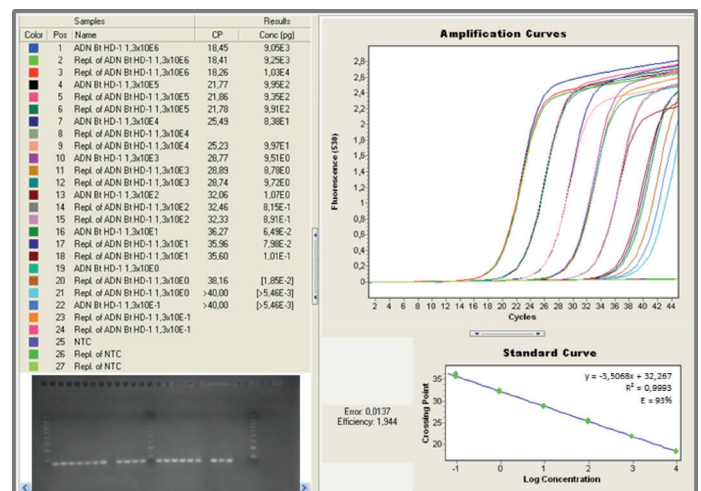 Samples Results
Color Pos Name CP Conc (pg)
1 ADN Bt HD-1 1,3x10E6 18,45 9,05E3
2 Repl. of ADN Bt HD-1 1,3x10E6 18,41 9,25E3
3 Repl. of ADN Bt HD-1 1,3x10E6 18,26 1,03E4
4 ADN Bt HD-1 1,3x10E5 21,77 9,95E2
5 Repl. of ADN Bt HD-1 1,3x10E5 21,86 9,35E2
6 Repl. of ADN Bt HD-1 1,3x10E5 21,78 9,91E2
7 ADN Bt HD-1 1,3x10E4 25,49 8,38E1
8 Repl. of ADN Bt HD-1 1,3x10E4
9 Repl. of ADN Bt HD-1 1,3x10E4 25,23 9,97E1
10 ADN Bt HD-1 1,3x10E3 28,77 9,51E0
11 Repl. of ADN Bt HD-1 1,3x10E3 28,89 8,78E0
12 Repl. of ADN Bt HD-1 1,3x10E3 28,74 9,72E0
13 ADN Bt HD-1 1,3x10E2 32,06 1,07E0
14 Repl. of ADN Bt HD-1 1,3x10E2 32,46 8,15E-1
15 Repl. of ADN Bt HD-1 1,3x10E2 32,33 8,91E-1
16 ADN Bt HD-1 1,3x10E1 36,27 6,49E-2
17 Repl. of ADN Bt HD-1 1,3x10E1 35,96 7,98E-2
18 Repl. of ADN Bt HD-1 1,3x10E1 35,60 1,01E-1
19 ADN Bt HD-1 1,3x10E0
20 Repl. of ADN Bt HD-1 1,3x10E0 38,16 [1,85E-2]
21 Repl. of ADN Bt HD-1 1,3x10E0 >40,00 [>5,46E-3]
22 ADN Bt HD-1 1,3x10E-1 >40,00 [>5,46E-3]
23 Repl. of ADN Bt HD-1 1,3x10E-1
24 Repl. of ADN Bt HD-1 1,3x10E-1
25 NTC
26 Repl. of NTC
27 Repl. of NTC
Amplification Curves
Fluorescence (530)
2,8
2,6
2,4
2,2
2
1,8
1,6
1,4
1,2
1
0,8
0,6
0,4
0,2
0
2 4 6 8 10 12 14 16 18 20 22 24 26 28 30 32 34 36 38 40 42 44
Cycles
Error: 0,0137
Efficiency: 1,944
Standard Curve
y = -3,5068x + 32,267
R² = 0,9993
E = 93%
Crossing Point
35
30
25
20
-1 0 1 2 3 4
Log Concentration